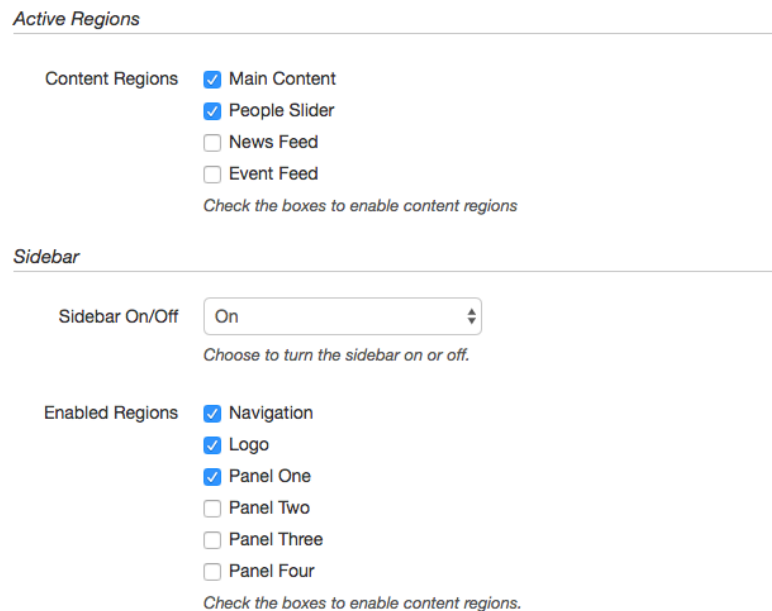 Active Regions
Content Regions Main Content
People Slider
News Feed
Event Feed
Check the boxes to enable content regions
Sidebar
Sidebar On/Off On
Choose to turn the sidebar on or off.
Enabled Regions Navigation
Logo
Panel One
Panel Two
Panel Three
Panel Four
Check the boxes to enable content regions.